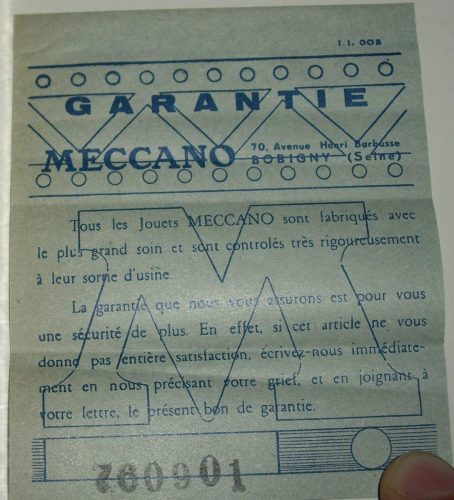 1.1. 002
GARANTIE
MECCANO
70, Avenue Henri Barbusse
BOBIGNY (Seine)
Tous les Jouets MECCANO sont fabriqués avec
le plus grand soin et sont contrôlés très rigoureusement
à leur sortie d'usine.
La garantie que nous vous assurons est pour vous
une sécurité de plus. En effet, si cet article ne vous
donne pas entière satisfaction, écrivez-nous immédiate-
ment en nous précisant votre grief, et en joignant à
votre lettre, le présent bon de garantie.